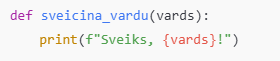 def sveicina_vardu(vards):
    print(f"Sveiks, {vards}!")